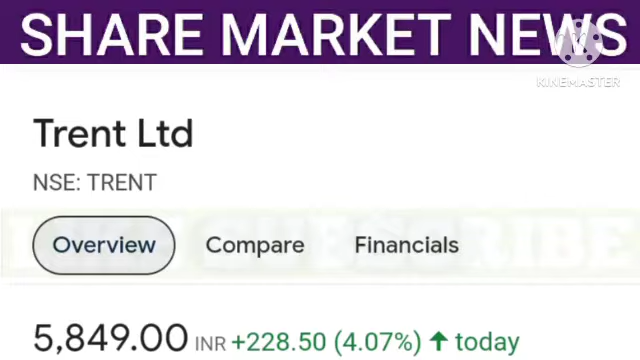 SHARE MARKET NEWS
KINEMASTER
Trent Ltd
NSE: TRENT
SUBSCRIBE
Overview Compare Financials
5,849.00 INR +228.50 (4.07%) ↑ today